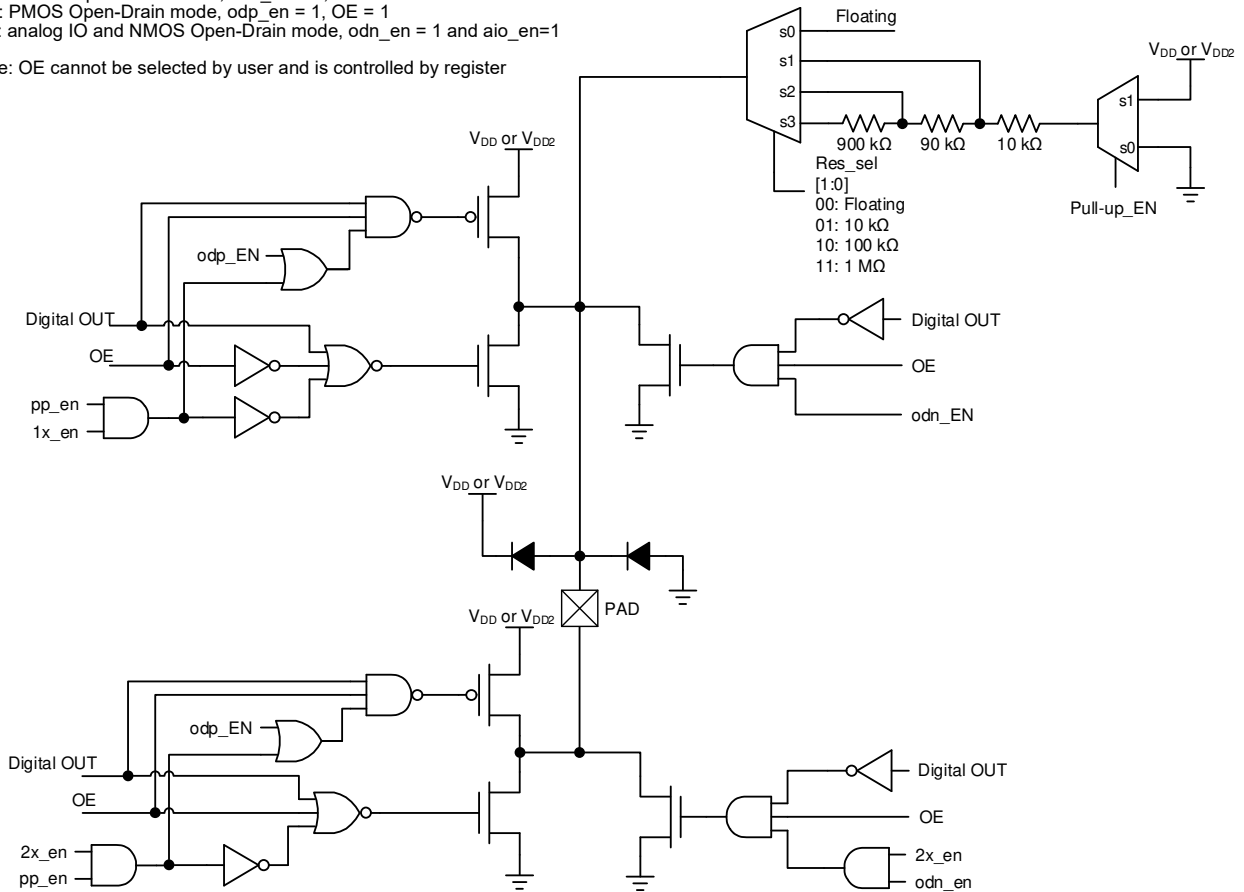 : PMOS Open-Drain mode, odp_en = 1, OE = 1
: analog IO and NMOS Open-Drain mode, odn_en = 1 and aio_en=1
e: OE cannot be selected by user and is controlled by register
Floating
s0
s1
s2
s3
900 kΩ
90 kΩ
10 kΩ
VDD or VDD2
s1
s0
Pull-up_EN
Res_sel
[1:0]
00: Floating
01: 10 kΩ
10: 100 kΩ
11: 1 MΩ
VDD or VDD2
odp_EN
Digital OUT
OE
pp_en
1x_en
Digital OUT
OE
odn_EN
VDD or VDD2
PAD
VDD or VDD2
odp_EN
Digital OUT
OE
2x_en
pp_en
Digital OUT
OE
2x_en
odn_en